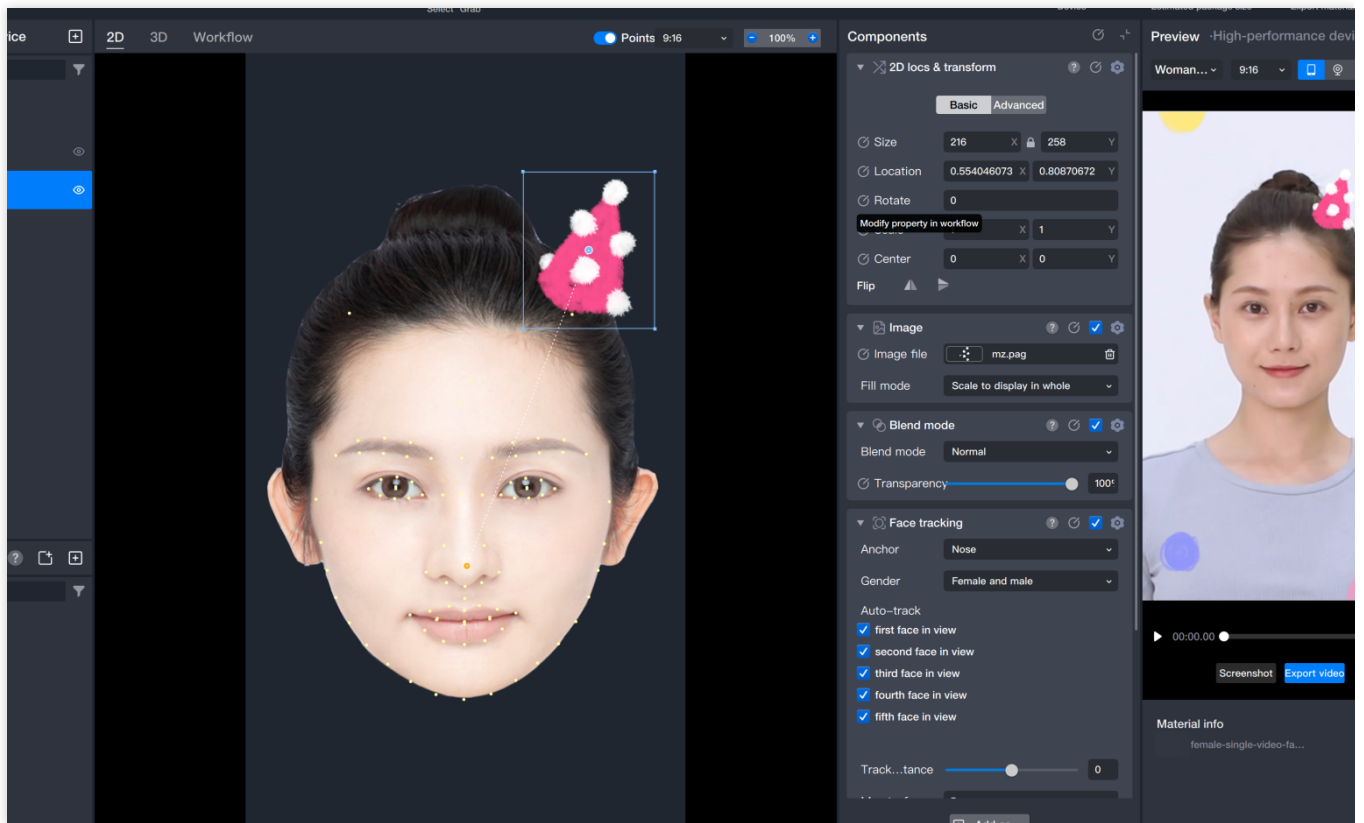 Select Grab
2D 3D Workflow
Points 9:16
100%
Components
2D locs & transform
Basic Advanced
Size 216 X 258 Y
Location 0.554046073 X 0.80870672 Y
Rotate 0
Modify property in workflow
X 1 Y
Center 0 X 0 Y
Flip
Image
Image file mz.pag
Fill mode Scale to display in whole
Blend mode
Blend mode Normal
Transparency 100
Face tracking
Anchor Nose
Gender Female and male
Auto-track
first face in view
second face in view
third face in view
fourth face in view
fifth face in view
Track...tance 0
Preview ·High-performance devi
Woman... 9:16
00:00.00
Screenshot Export video
Material info
female-single-video-fa...